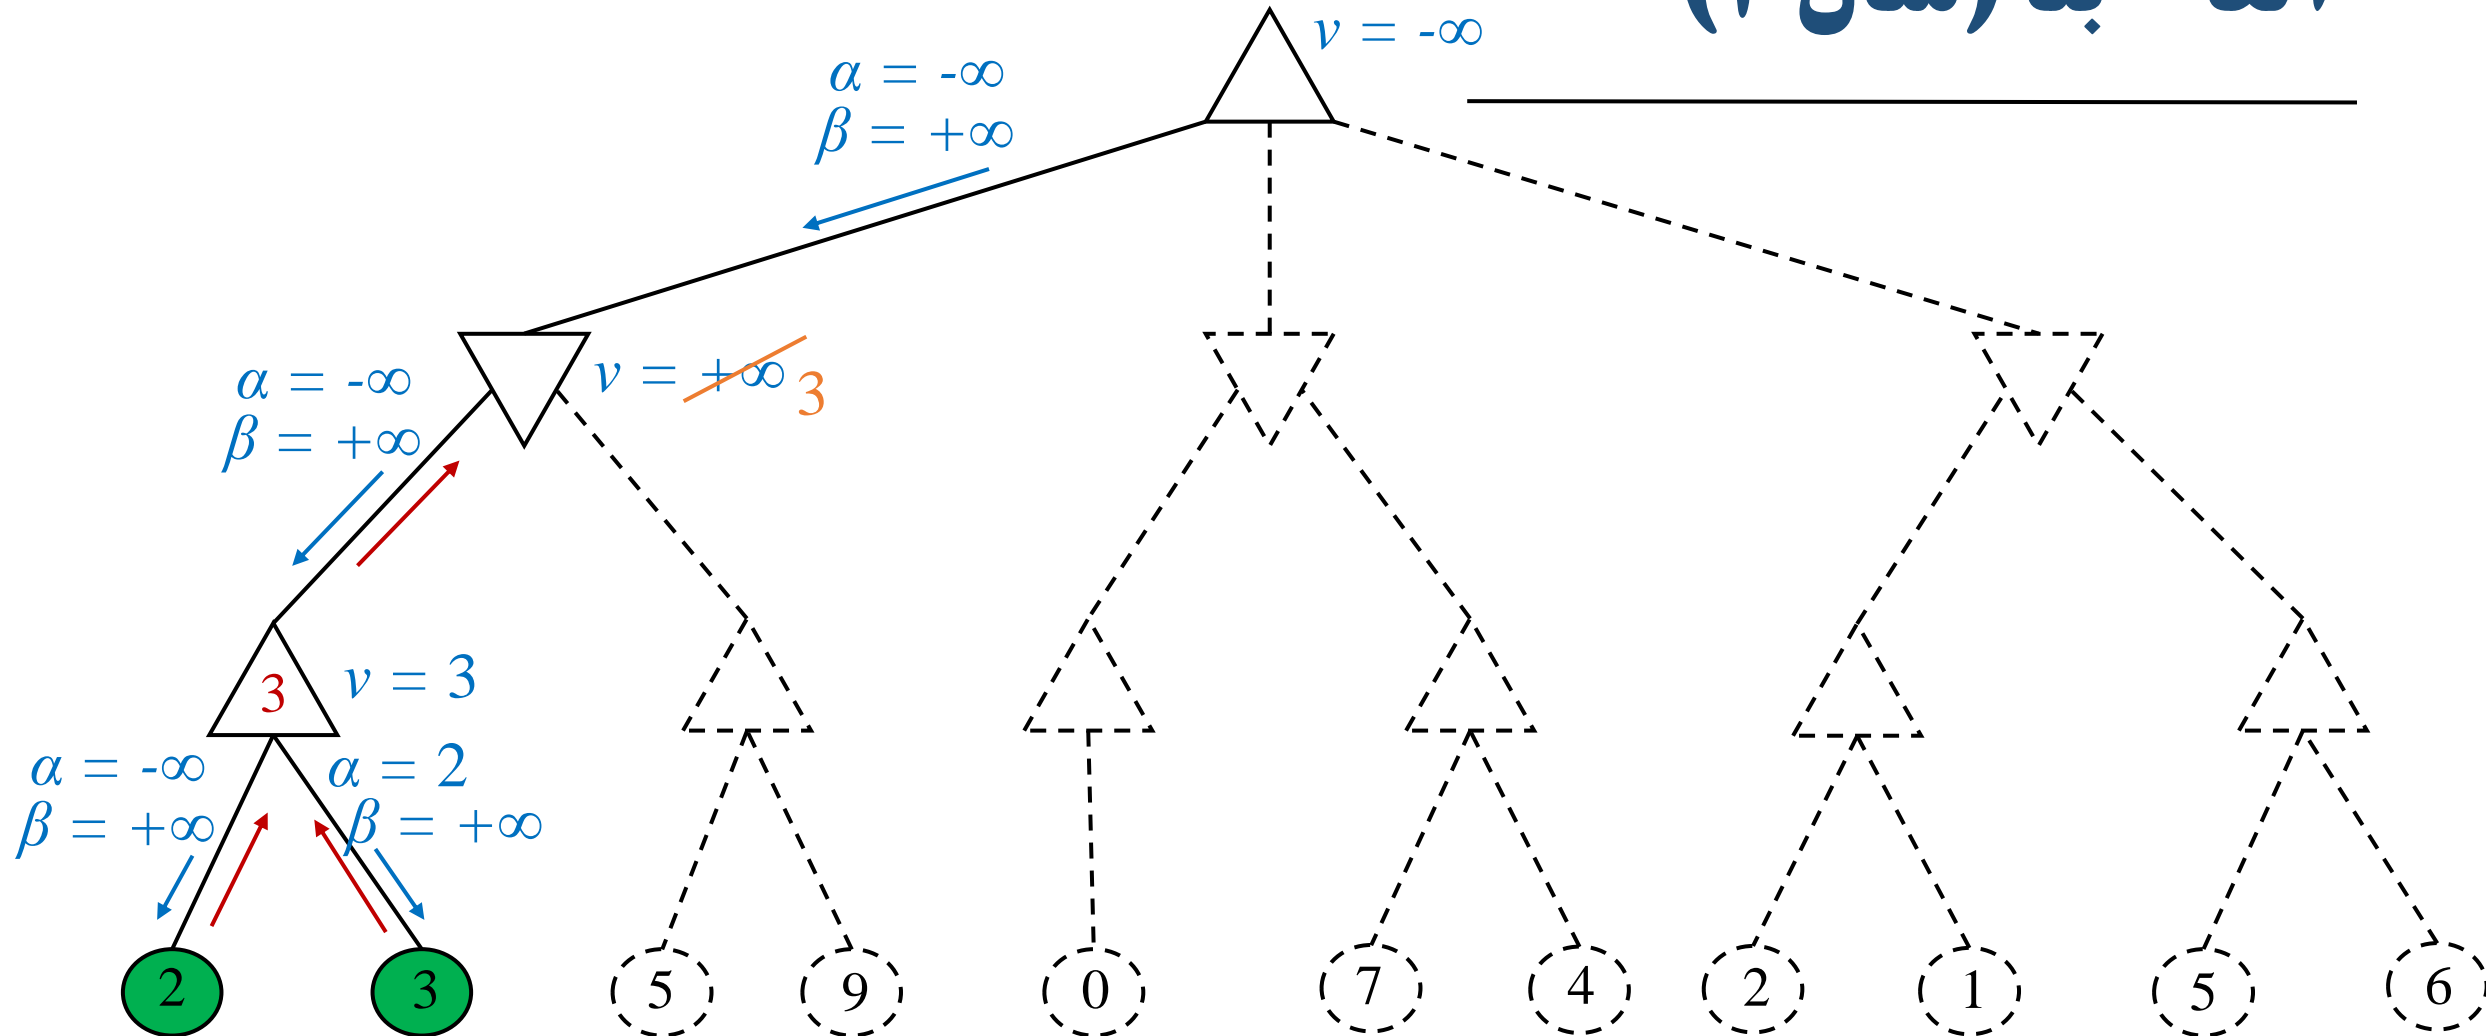 v = -∞
α = -∞
β = +∞
α = -∞
β = +∞
v = +∞ 3
3
v = 3
α = -∞
β = +∞
α = 2
β = +∞
2
3
5
9
0
7
4
2
1
5
6